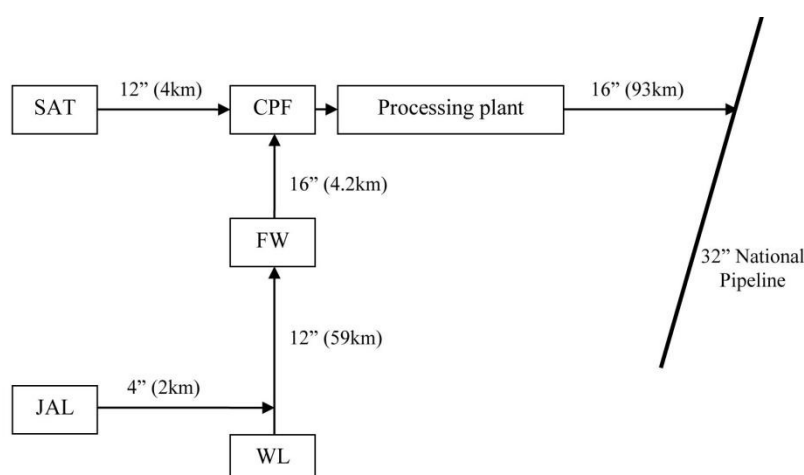 12” (4km)
16” (93km)
SAT
CPF
Processing plant
16” (4.2km)
FW
32” National
Pipeline
12” (59km)
4” (2km)
JAL
WL